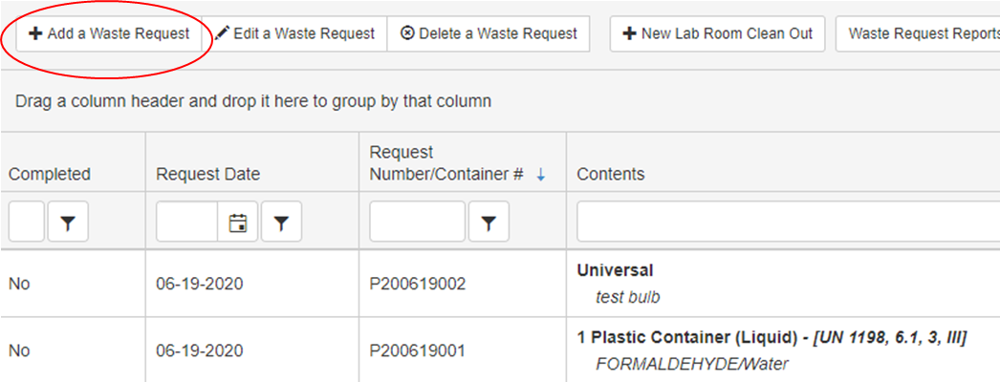 Add a Waste Request Edit a Waste Request Delete a Waste Request New Lab Room Clean Out Waste Request Reports
Drag a column header and drop it here to group by that column
Request
Completed Request Date Number/Container # ↓ Contents
Universal
No 06-19-2020 P200619002
test bulb
1 Plastic Container (Liquid) - [UN 1198, 6.1, 3, III]
No 06-19-2020 P200619001
FORMALDEHYDE/Water